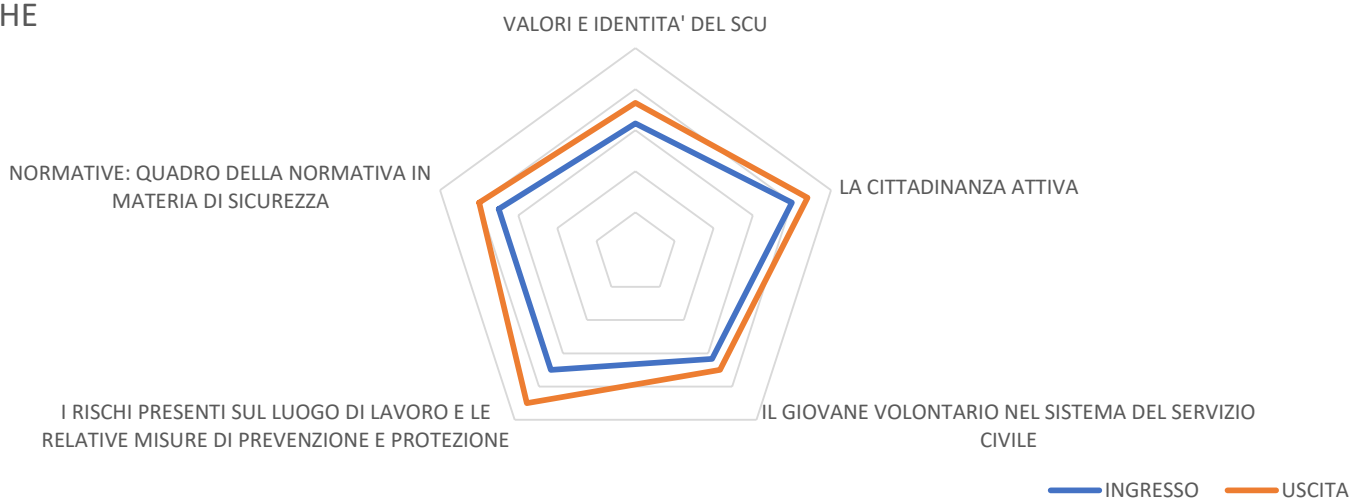 HE
VALORI E IDENTITA' DEL SCU
NORMATIVE: QUADRO DELLA NORMATIVA IN
MATERIA DI SICUREZZA
LA CITTADINANZA ATTIVA
I RISCHI PRESENTI SUL LUOGO DI LAVORO E LE
RELATIVE MISURE DI PREVENZIONE E PROTEZIONE
IL GIOVANE VOLONTARIO NEL SISTEMA DEL SERVIZIO
CIVILE
INGRESSO
USCITA